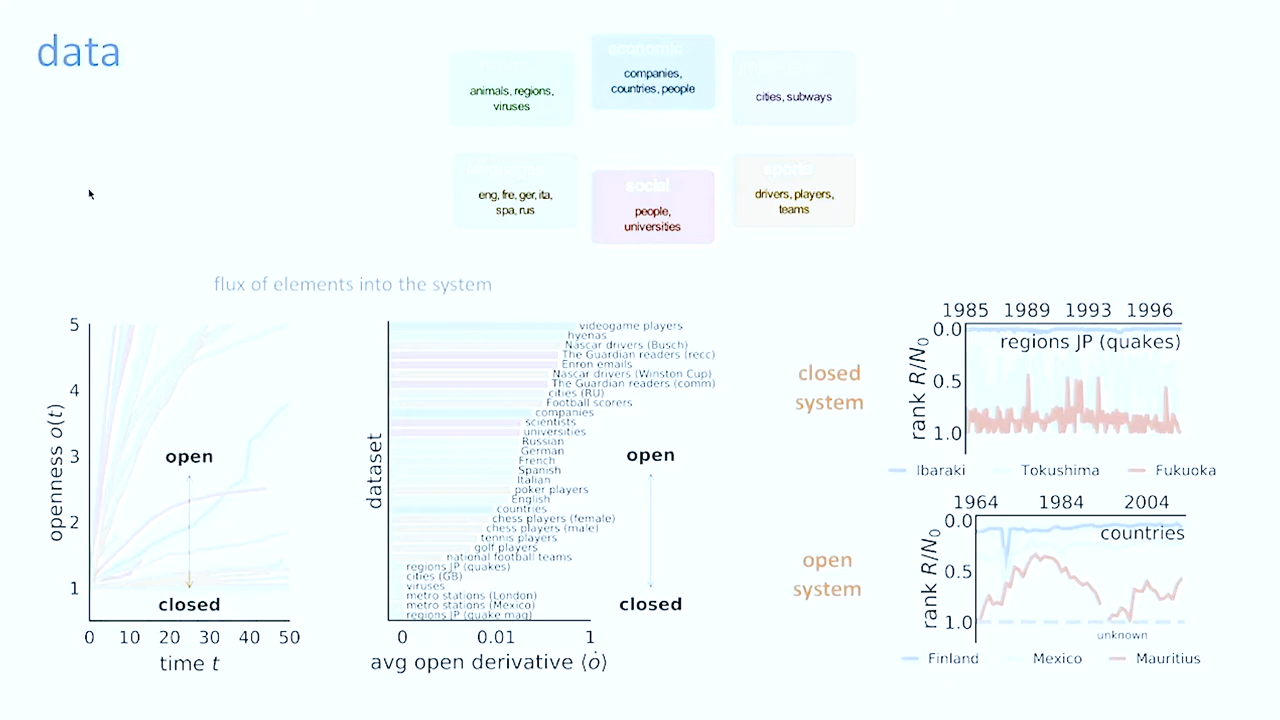 data
economic
animals, regions,
viruses
companies,
countries, people
cities, subways
languages
eng, fre, ger, ita,
spa, rus
social
people,
universities
sports
drivers, players,
teams
flux of elements into the system
5
4
3
2
1
openness o(t)
open
closed
0 10 20 30 40 50
time t
dataset
videogame players
hyenas
Nascar drivers (Busch)
The Guardian readers (recc)
Enron emails
Nascar drivers (Winston Cup)
The Guardian readers (comm)
cities (RU)
Football scorers
companies
scientists
universities
Russian
German
French
Spanish
Italian
poker players
English
countries
chess players (female)
chess players (male)
tennis players
golf players
national football teams
regions JP (quakes)
cities (GB)
viruses
metro stations (London)
metro stations (Mexico)
regions JP (quake mag)
0 0.01 1
avg open derivative ⟨ȯ⟩
open
closed
closed
system
open
system
1985 1989 1993 1996
0.0
0.5
1.0
rank R/N₀
regions JP (quakes)
Ibaraki Tokushima Fukuoka
1964 1984 2004
0.0
0.5
1.0
rank R/N₀
countries
unknown
Finland Mexico Mauritius